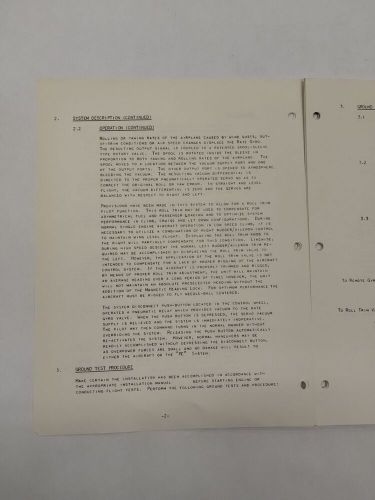 2. SYSTEM DESCRIPTION (CONTINUED)
2.2 OPERATION (CONTINUED)
ROLLING OR YAWING RATES OF THE AIRPLANE CAUSED BY WIND GUSTS, OUT-
OF-TRIM CONDITIONS OR AIR SPEED CHANGES DISPLACE THE RATE GYRO.
THE RESULTING OUTPUT SIGNAL IS CREATED IN A PATENTED SPOOL-SLEEVE
TYPE ROTARY VALVE. THE SPOOL IS ROTATED INSIDE THE SLEEVE IN
PROPORTION TO BOTH YAWING AND ROLLING RATES OF THE AIRPLANE. THE
SPOOL MOVES TO A LOCATION BETWEEN THE VACUUM SUPPLY PORT AND ONE
OF THE OUTPUT PORTS. THE OTHER OUTPUT PORT IS OPENED TO ATMOSPHERE,
BLEEDING THE VACUUM. THE RESULTING VACUUM DIFFERENTIAL IS
DIRECTED TO THE PROPER PNEUMATICALLY OPERATED SERVO SO AS TO
CORRECT THE ORIGINAL ROLL OR YAW ERROR. IN STRAIGHT AND LEVEL
FLIGHT, THE VACUUM DIFFERENTIAL IS ZERO AND THE SERVOS ARE
BALANCED WITH RESPECT TO RIGHT AND LEFT.
PROVISIONS HAVE BEEN MADE IN THIS SYSTEM TO ALLOW FOR A ROLL TRIM
PILOT FUNCTION. THIS ROLL TRIM MAY BE USED TO COMPENSATE FOR
ASYMMETRICAL FUEL AND PASSENGER LOADING AND TO OPTIMIZE SYSTEM
PERFORMANCE IN CLIMB, CRUISE AND LET DOWN CONFIGURATIONS. DURING
NORMAL SINGLE ENGINE AIRCRAFT OPERATION IN LOW SPEED CLIMB, IT IS
NECESSARY TO UTILIZE A COMBINATION OF RIGHT RUDDER/AILERON CONTROL
TO MAINTAIN WING LEVEL FLIGHT. DISPLACING THE ROLL TRIM KNOB TO
THE RIGHT WILL PARTIALLY COMPENSATE FOR THIS CONDITION. LIKEWISE,
DURING HIGH SPEED DESCENT THE NORMAL LEFT RUDDER/AILERON TRIM RE-
QUIRED MAY BE ACCOMPLISHED BY DISPLACING THE ROLL TRIM KNOB TO
THE LEFT. HOWEVER, THE APPLICATION OF THE ROLL TRIM VALVE IS NOT
INTENDED TO COMPENSATE FOR A LACK OF PROPER RIGGING OF THE AIRCRAFT
CONTROL SYSTEM. IF THE AIRCRAFT IS PROPERLY TRIMMED AND RIGGED,
BY MEANS OF PROPER ROLL TRIM ADJUSTMENT, THE UNIT WILL MAINTAIN
AN AVERAGE HEADING OVER A LONG PERIOD OF TIME; HOWEVER, THE UNIT
WILL NOT MAINTAIN AN ABSOLUTE PRESELECTED HEADING WITHOUT THE
ADDITION OF THE MAGNETIC HEADING LOCK. FOR OPTIMUM PERFORMANCE THE
AIRCRAFT MUST BE RIGGED TO FLY NEEDLE-BALL CENTERED.
THE SYSTEM DISCONNECT PUSH-BUTTON LOCATED IN THE CONTROL WHEEL,
OPERATES A PNEUMATIC RELAY WHICH PROVIDES VACUUM TO THE RATE
GYRO VALVE. WHEN THE PUSH BUTTON IS DEPRESSED, THE SERVO VACUUM
SUPPLY IS RELIEVED AND THE SYSTEM IS IMMEDIATELY INOPERATIVE.
THE PILOT MAY THEN COMMAND TURNS IN THE NORMAL MANNER WITHOUT
OVERRIDING THE SYSTEM. RELEASING THE PUSH BUTTON AUTOMATICALLY
RE-ACTIVATES THE SYSTEM. HOWEVER, NORMAL MANEUVERS MAY BE
READILY ACCOMPLISHED WITHOUT DEPRESSING THE DISCONNECT BUTTON,
AS OVERPOWER FORCES ARE SMALL AND NO DAMAGE WILL RESULT TO
EITHER THE AIRCRAFT OR THE "PC" SYSTEM.
3. GROUND TEST PROCEDURE
MAKE CERTAIN THE INSTALLATION HAS BEEN ACCOMPLISHED IN ACCORDANCE WITH
THE APPROPRIATE INSTALLATION MANUAL BEFORE STARTING ENGINE OR
CONDUCTING FLIGHT TESTS. PERFORM THE FOLLOWING GROUND TESTS AND PROCEDURE:
-2-
3. GROUND
3.1
3.2
3.3
TO REMOTE GYR
TO ROLL TRIM C